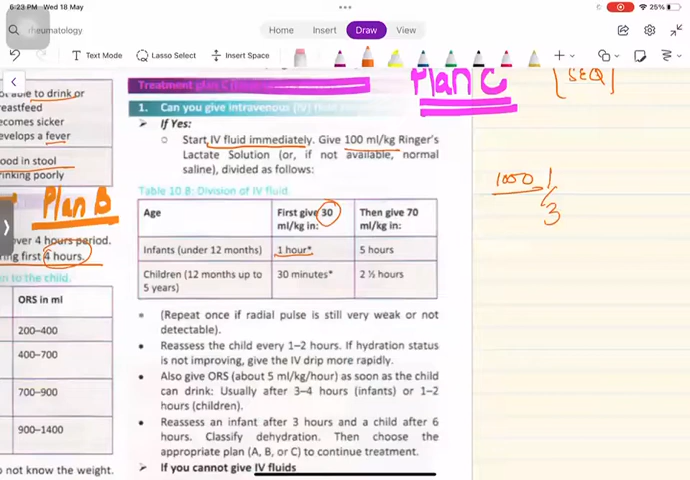 6:23 PM Wed 18 May
25%
rheumatology
Home Insert Draw View
Text Mode Lasso Select Insert Space
Treatment plan C
Plan C
[SEQ]
1. Can you give intravenous (IV) fluid
If Yes:
Start IV fluid immediately. Give 100 ml/kg Ringer's
Lactate Solution (or, if not available, normal
saline), divided as follows:
Table 10.8: Division of IV fluid.
Age First give 30 ml/kg in: Then give 70 ml/kg in:
Infants (under 12 months) 1 hour* 5 hours
Children (12 months up to 5 years) 30 minutes* 2 ½ hours
(Repeat once if radial pulse is still very weak or not
detectable).
Reassess the child every 1–2 hours. If hydration status
is not improving, give the IV drip more rapidly.
Also give ORS (about 5 ml/kg/hour) as soon as the child
can drink: Usually after 3–4 hours (infants) or 1–2
hours (children).
Reassess an infant after 3 hours and a child after 6
hours. Classify dehydration. Then choose the
appropriate plan (A, B, or C) to continue treatment.
If you cannot give IV fluids
1000 1/3
ot able to drink or
reastfeed
ecomes sicker
evelops a fever
ood in stool
rinking poorly
Plan B
ver 4 hours period.
ring first 4 hours.
n to the child.
ORS in ml
200–400
400–700
700–900
900–1400
o not know the weight.